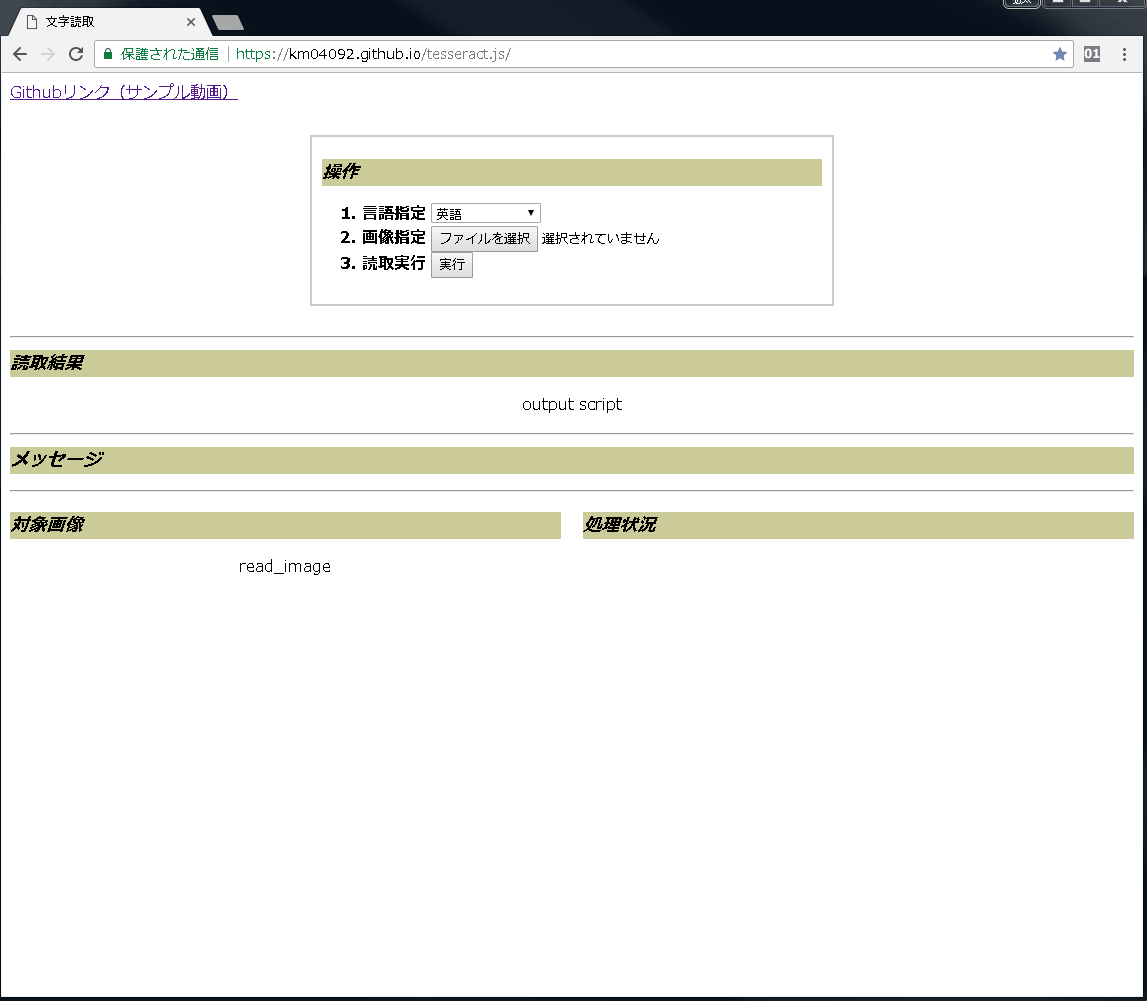 文字読取
保護された通信 https://km04092.github.io/tesseract.js/
01
Githubリンク（サンプル動画）
操作
1. 言語指定 英語
2. 画像指定 ファイルを選択 選択されていません
3. 読取実行 実行
読取結果
output script
メッセージ
対象画像 処理状況
read_image